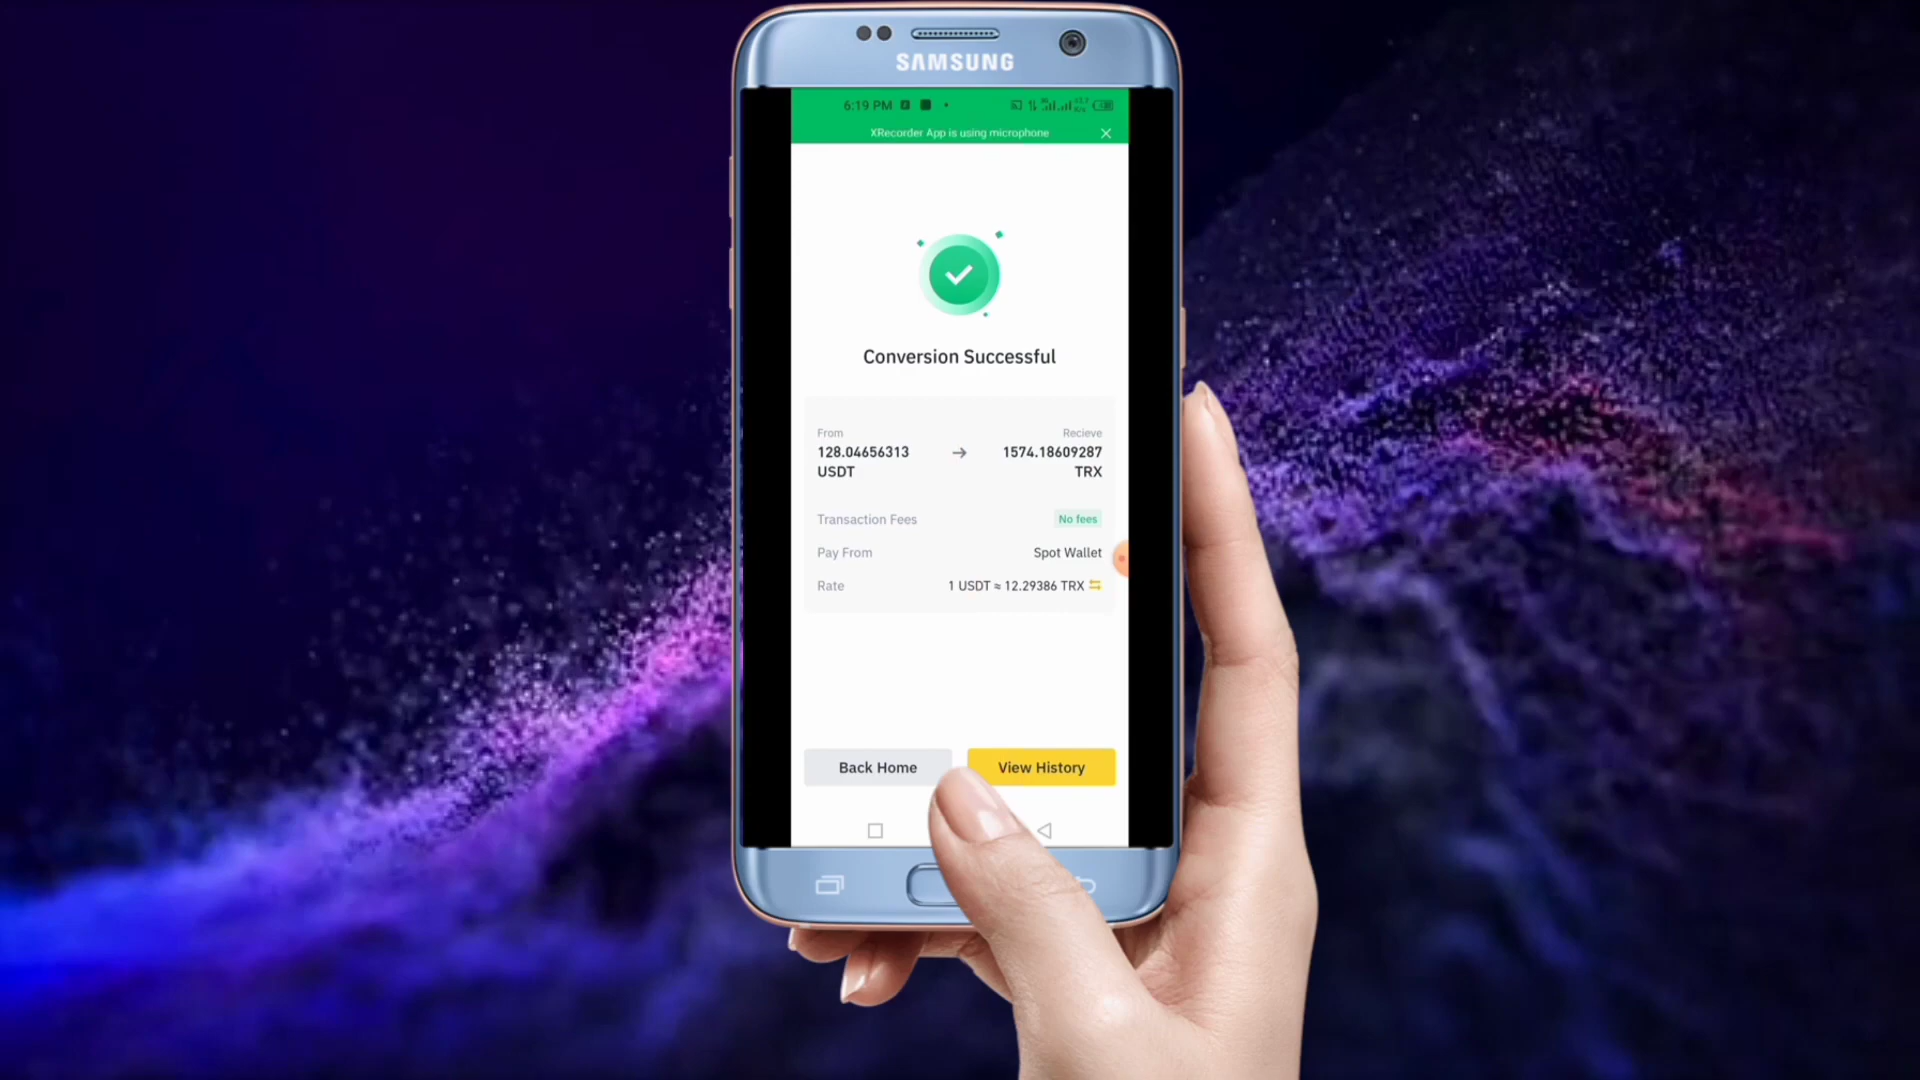 SAMSUNG
6:19 PM
XRecorder App is using microphone
Conversion Successful
From
Recieve
128.04656313
1574.18609287
USDT
TRX
Transaction Fees
No fees
Pay From
Spot Wallet
Rate
1 USDT ≈ 12.29386 TRX
Back Home
View History